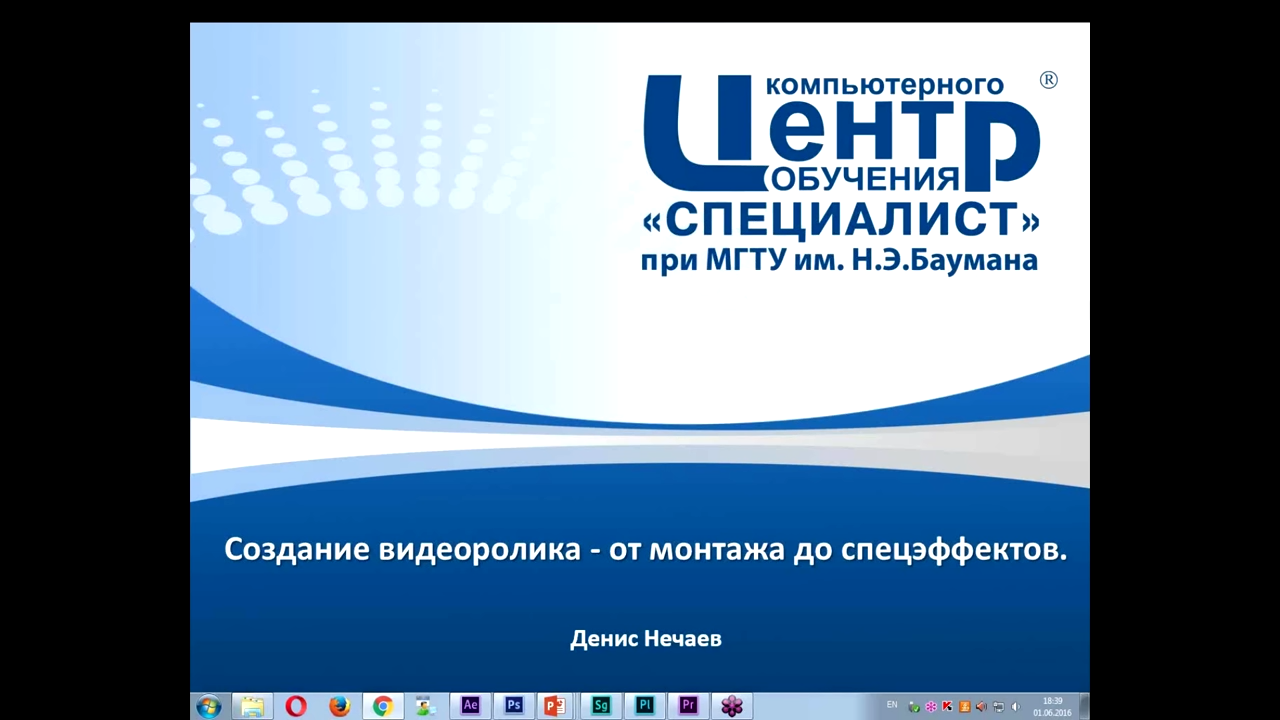 компьютерного
Центр
ОБУЧЕНИЯ
®
«СПЕЦИАЛИСТ»
при МГТУ им. Н.Э.Баумана
Создание видеоролика - от монтажа до спецэффектов.
Денис Нечаев
Ae Ps P Sg Pl Pr EN 18:39
01.06.2016